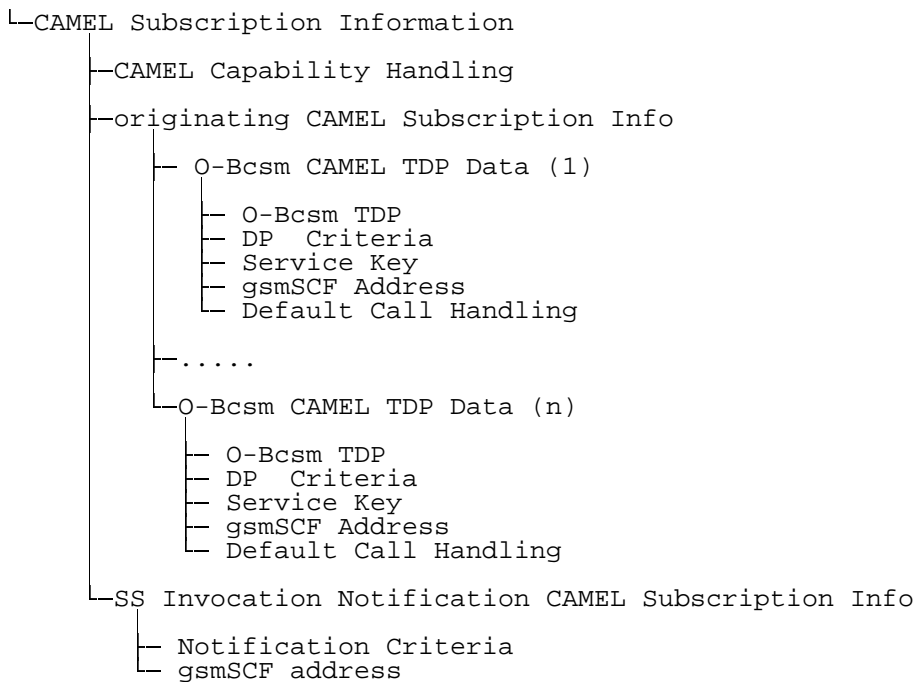 CAMEL Subscription Information
CAMEL Capability Handling
originating CAMEL Subscription Info
O-Bcsm CAMEL TDP Data (1)
O-Bcsm TDP
DP  Criteria
Service Key
gsmSCF Address
Default Call Handling
.....
O-Bcsm CAMEL TDP Data (n)
O-Bcsm TDP
DP  Criteria
Service Key
gsmSCF Address
Default Call Handling
SS Invocation Notification CAMEL Subscription Info
Notification Criteria
gsmSCF address